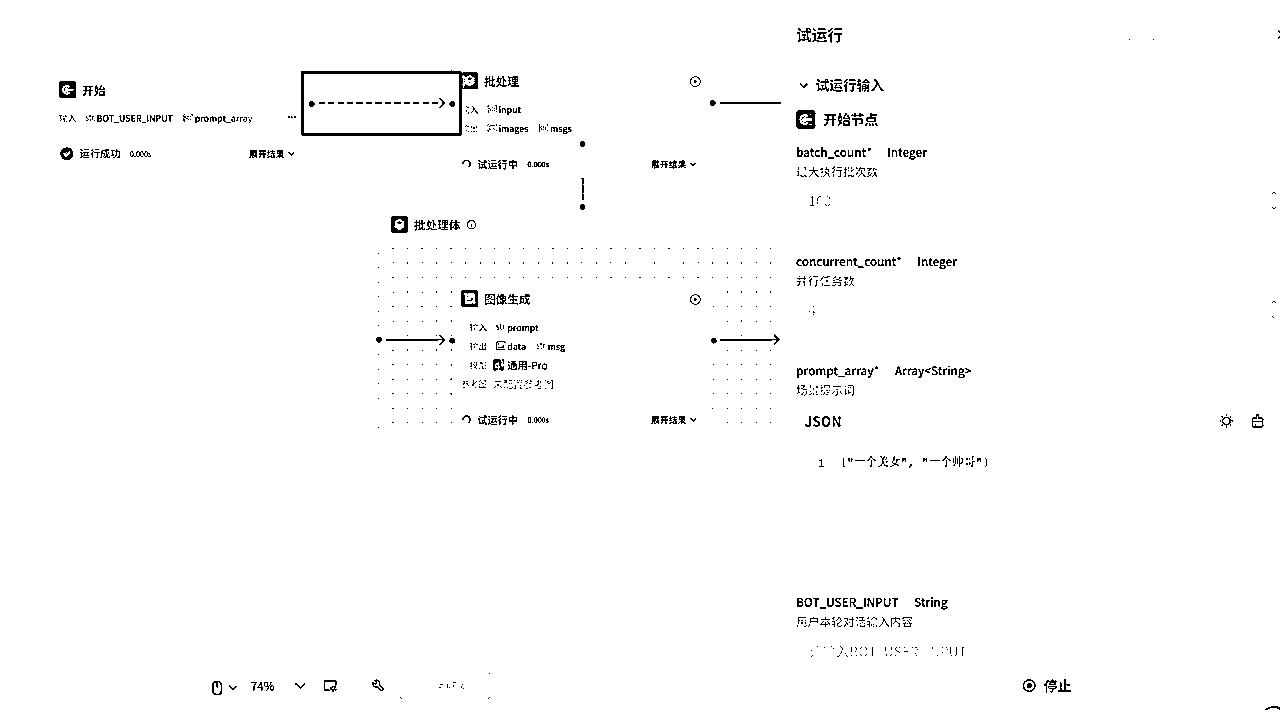 开始
输入 BOT_USER_INPUT prompt_array ...
运行成功 0.000s 展开结果
批处理
输入 input
images msgs
试运行中 0.000s 展开结果
批处理体
图像生成
输入 prompt
输出 data msg
模型 通用-Pro
参考图
试运行中 0.000s 展开结果
74%
试运行
试运行输入
开始节点
batch_count* Integer
最大执行批次数
100
concurrent_count* Integer
并行任务数
prompt_array* Array<String>
场景提示词
JSON
1 ["一个美女", "一个帅哥"]
BOT_USER_INPUT String
用户本轮对话输入内容
BOT_USER_INPUT
停止